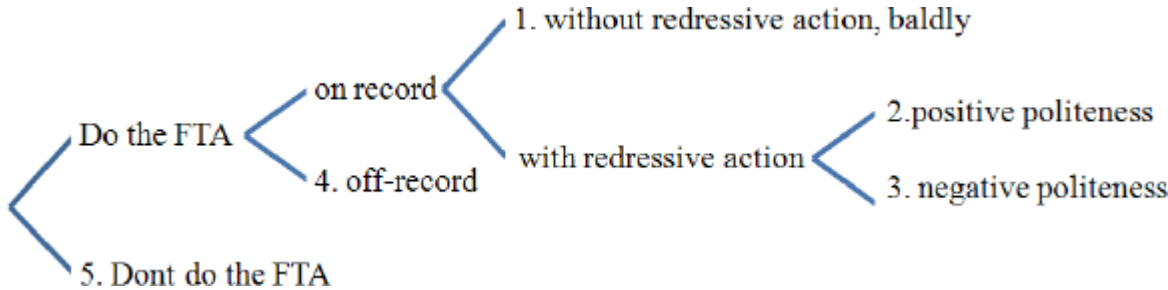 1. without redressive action, baldly
on record
Do the FTA
2.positive politeness
with redressive action
4. off-record
3. negative politeness
5. Dont do the FTA